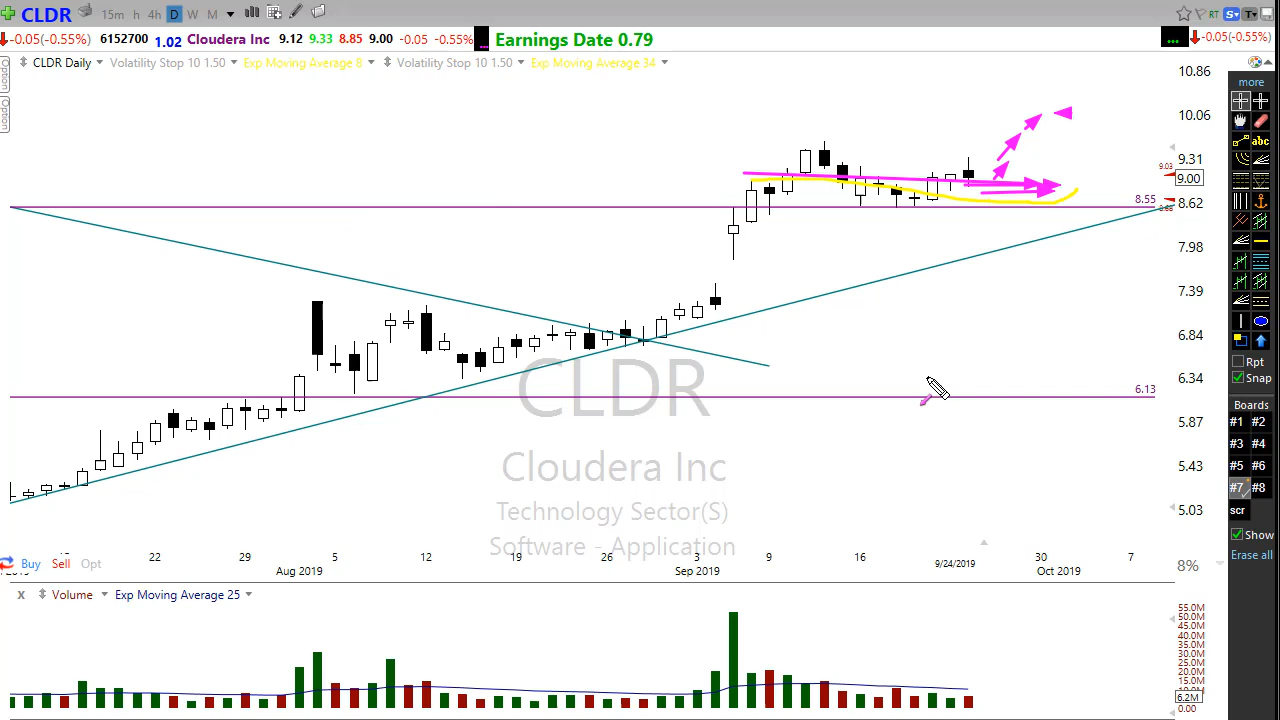 CLDR 15m h 4h D W M RT S T
-0.05(-0.55%) 6152700 1.02 Cloudera Inc 9.12 9.33 8.85 9.00 -0.05 -0.55% ... Earnings Date 0.79 ... -0.05(-0.55%)
CLDR Daily Volatility Stop 10 1.50 Exp Moving Average 8 Volatility Stop 10 1.50 Exp Moving Average 34
Option
Option
10.86
10.06
9.31
9.03
9.00
8.55
8.62
7.98
7.39
6.84
6.34
6.13
5.87
5.43
5.03
8%
more
abc
Rpt
Snap
Boards
#1 #2
#3 #4
#5 #6
#7 #8
scr
Show
Erase all
CLDR
Cloudera Inc
Technology Sector(S)
Software - Application
22 29 5 12 19 26 3 9 16 9/24/2019 30 7
Aug 2019 Sep 2019 Oct 2019
Buy Sell Opt
X Volume Exp Moving Average 25
55.0M
50.0M
45.0M
40.0M
35.0M
30.0M
25.0M
20.0M
15.0M
6.2M
0.00